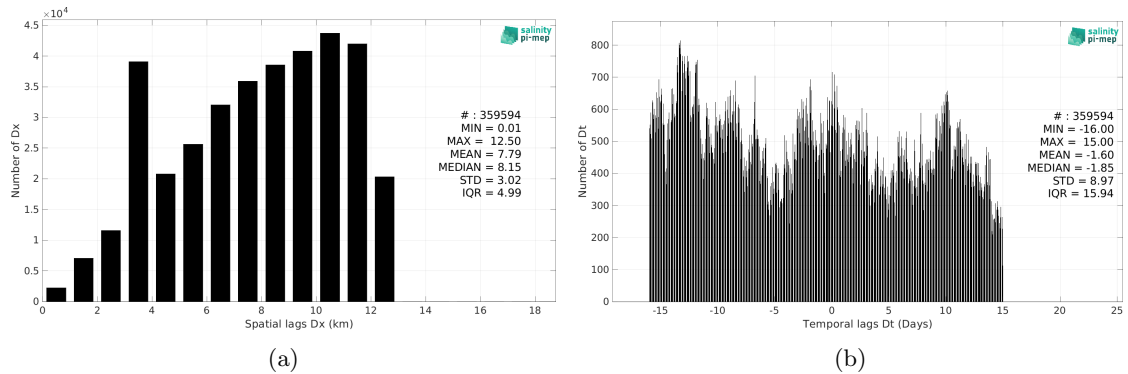 ×10⁴
4.5
4
3.5
3
2.5
2
1.5
1
0.5
0
Number of Dx
salinity
pi-mep
# : 359594
MIN = 0.01
MAX = 12.50
MEAN = 7.79
MEDIAN = 8.15
STD = 3.02
IQR = 4.99
0 2 4 6 8 10 12 14 16 18
Spatial lags Dx (km)
(a)
800
700
600
500
400
300
200
100
0
Number of Dt
salinity
pi-mep
# : 359594
MIN = -16.00
MAX = 15.00
MEAN = -1.60
MEDIAN = -1.85
STD = 8.97
IQR = 15.94
-15 -10 -5 0 5 10 15 20 25
Temporal lags Dt (Days)
(b)